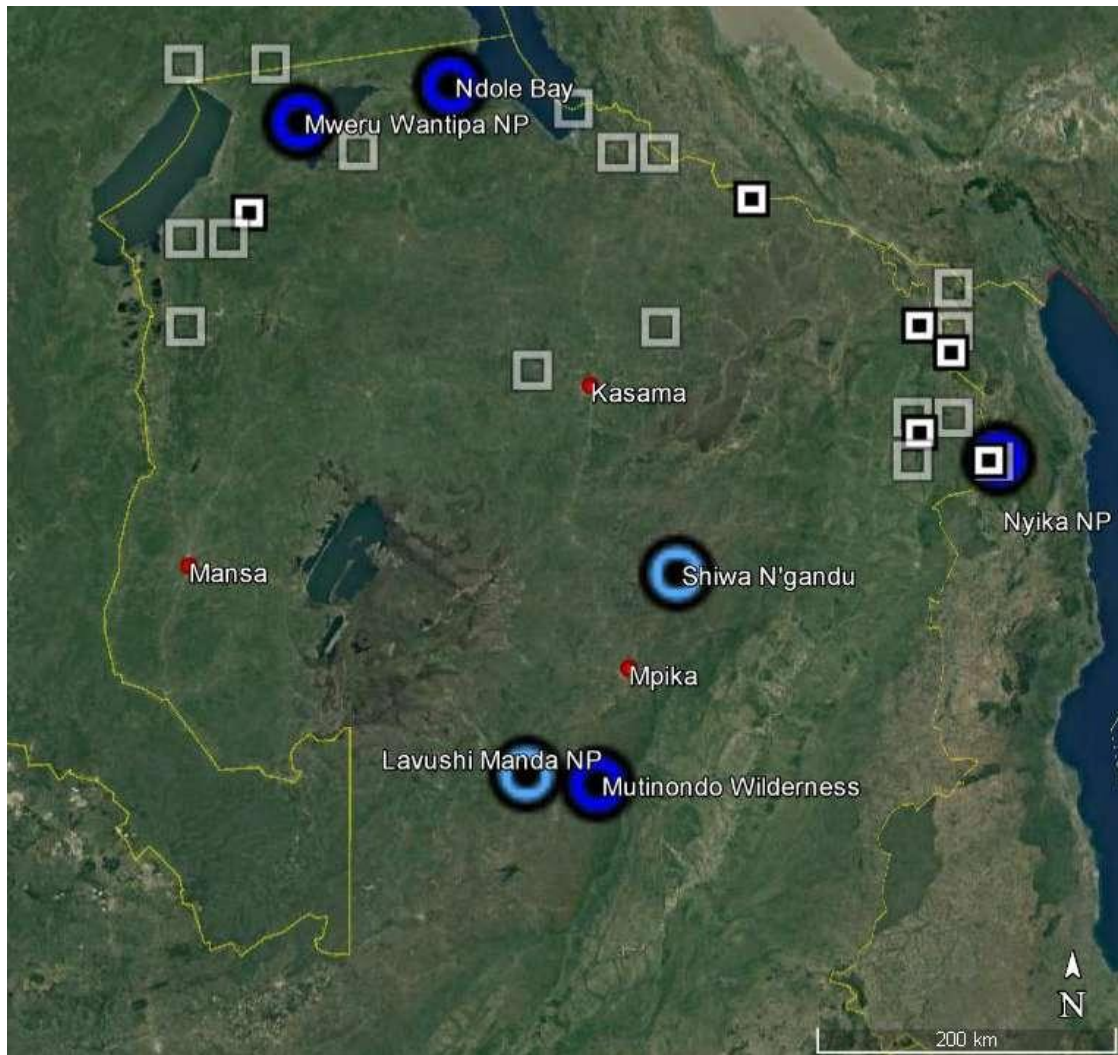 Ndole Bay
Mweru Wantipa NP
Kasama
Nyika NP
Mansa
Shiwa N'gandu
Mpika
Lavushi Manda NP
Mutinondo Wilderness
N
200 km